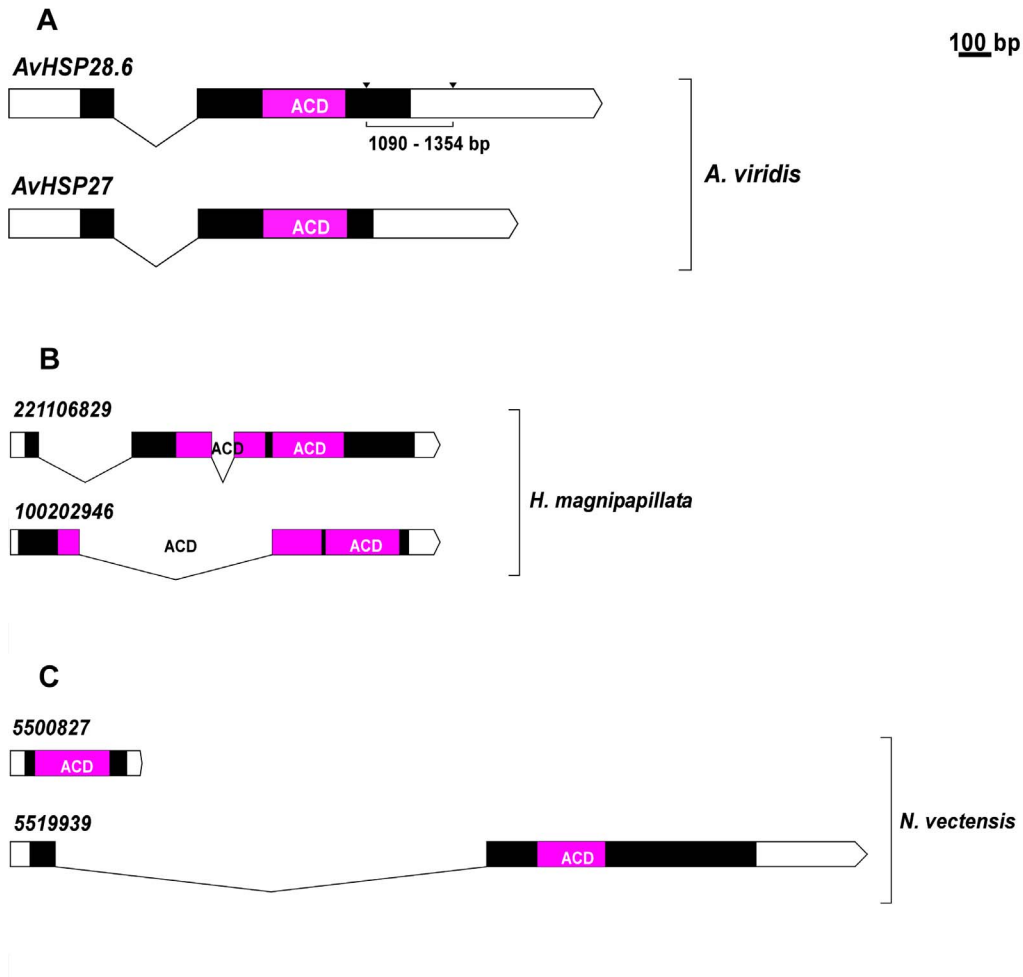 A
100 bp
AvHSP28.6
ACD
1090 - 1354 bp
AvHSP27
ACD
A. viridis
B
221106829
ACD
ACD
100202946
ACD
ACD
H. magnipapillata
C
5500827
ACD
5519939
ACD
N. vectensis